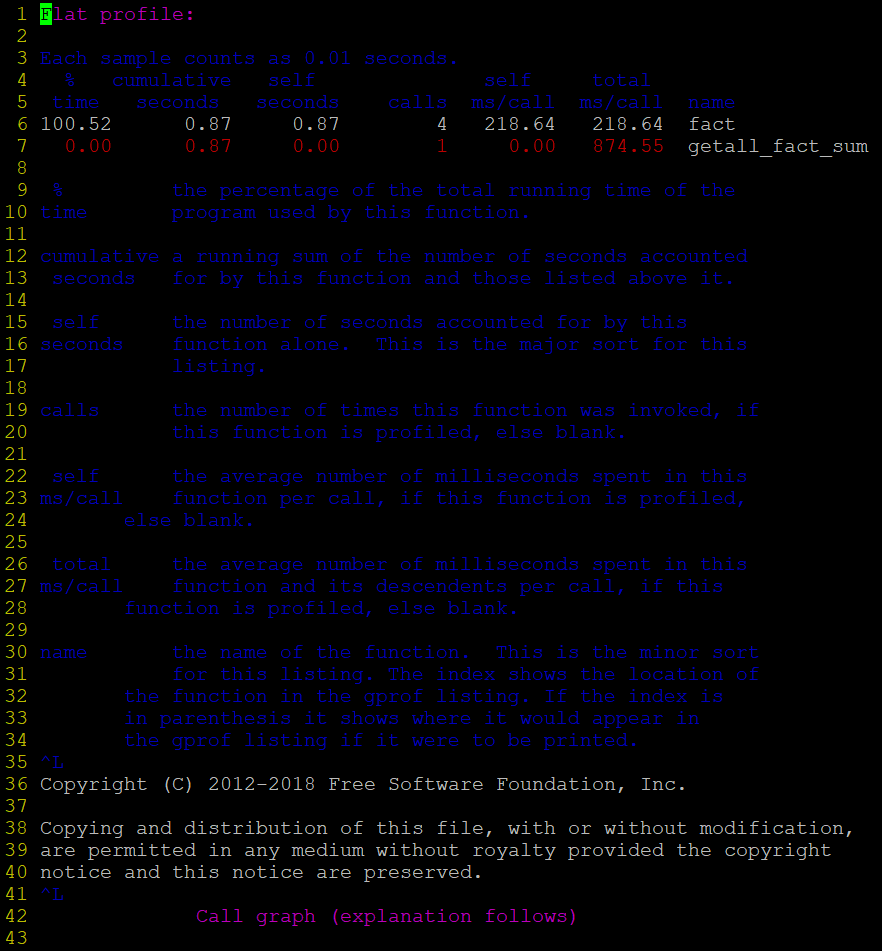 1 Flat profile:
2
3 Each sample counts as 0.01 seconds.
4   %   cumulative   self              self     total
5  time   seconds   seconds    calls  ms/call  ms/call  name
6 100.52      0.87     0.87        4   218.64   218.64  fact
7   0.00      0.87     0.00        1     0.00   874.55  getall_fact_sum
8
9  %         the percentage of the total running time of the
10 time       program used by this function.
11
12 cumulative a running sum of the number of seconds accounted
13  seconds   for by this function and those listed above it.
14
15  self      the number of seconds accounted for by this
16 seconds    function alone.  This is the major sort for this
17            listing.
18
19 calls      the number of times this function was invoked, if
20            this function is profiled, else blank.
21
22  self      the average number of milliseconds spent in this
23 ms/call    function per call, if this function is profiled,
24        else blank.
25
26  total     the average number of milliseconds spent in this
27 ms/call    function and its descendents per call, if this
28        function is profiled, else blank.
29
30 name       the name of the function.  This is the minor sort
31            for this listing. The index shows the location of
32        the function in the gprof listing. If the index is
33        in parenthesis it shows where it would appear in
34        the gprof listing if it were to be printed.
35 ^L
36 Copyright (C) 2012-2018 Free Software Foundation, Inc.
37
38 Copying and distribution of this file, with or without modification,
39 are permitted in any medium without royalty provided the copyright
40 notice and this notice are preserved.
41 ^L
42              Call graph (explanation follows)
43